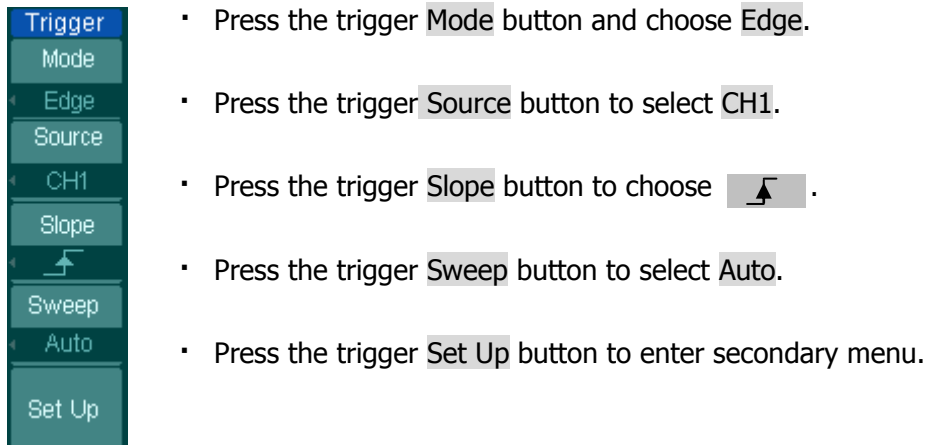 Trigger
Mode
Edge
Source
CH1
Slope
Sweep
Auto
Set Up
· Press the trigger Mode button and choose Edge.
· Press the trigger Source button to select CH1.
· Press the trigger Slope button to choose .
· Press the trigger Sweep button to select Auto.
· Press the trigger Set Up button to enter secondary menu.